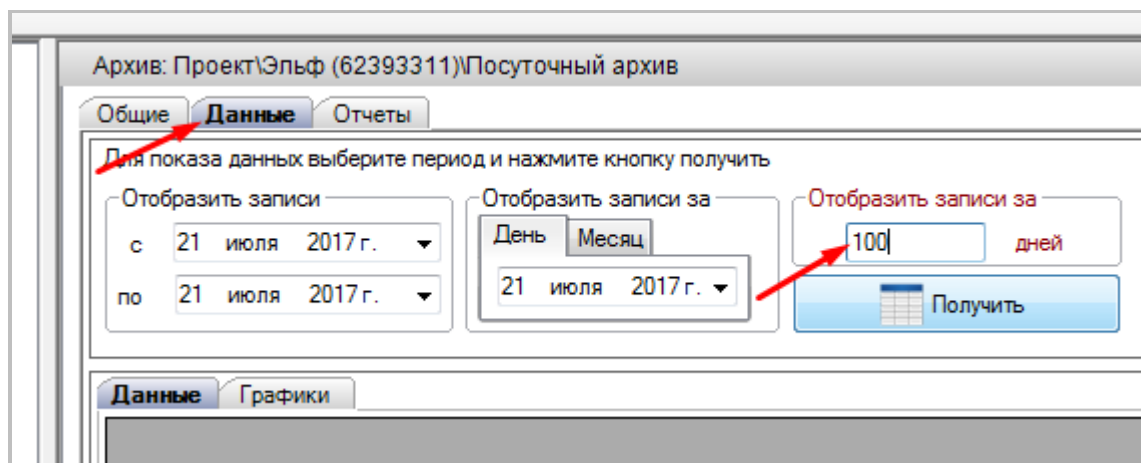 Архив: Проект\Эльф (62393311)\Посуточный архив
Общие Данные Отчеты
Для показа данных выберите период и нажмите кнопку получить
Отобразить записи
с 21 июля 2017 г.
по 21 июля 2017 г.
Отобразить записи за
День Месяц
21 июля 2017 г.
Отобразить записи за
100 дней
Получить
Данные Графики